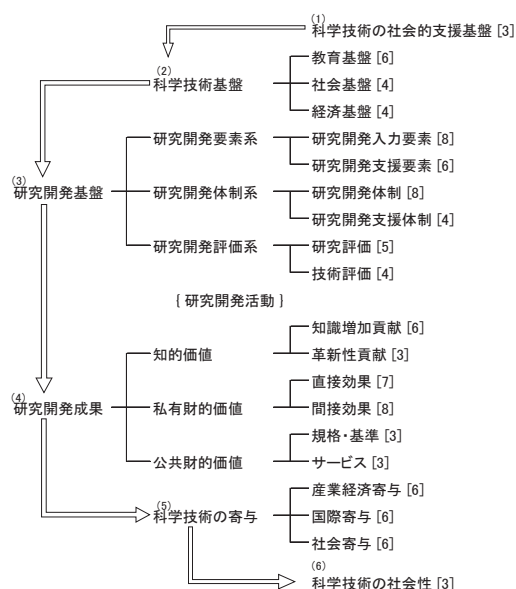 (1)
科学技術の社会的支援基盤 [3]
教育基盤 [6]
(2)
科学技術基盤
社会基盤 [4]
経済基盤 [4]
研究開発要素系
研究開発入力要素 [8]
研究開発支援要素 [6]
(3)
研究開発基盤
研究開発体制系
研究開発体制 [8]
研究開発支援体制 [4]
研究開発評価系
研究評価 [5]
技術評価 [4]
{ 研究開発活動 }
知的価値
知識増加貢献 [6]
革新性貢献 [3]
(4)
研究開発成果
私有財的価値
直接効果 [7]
間接効果 [8]
公共財的価値
規格・基準 [3]
サービス [3]
産業経済寄与 [6]
(5)
科学技術の寄与
国際寄与 [6]
社会寄与 [6]
(6)
科学技術の社会性 [3]